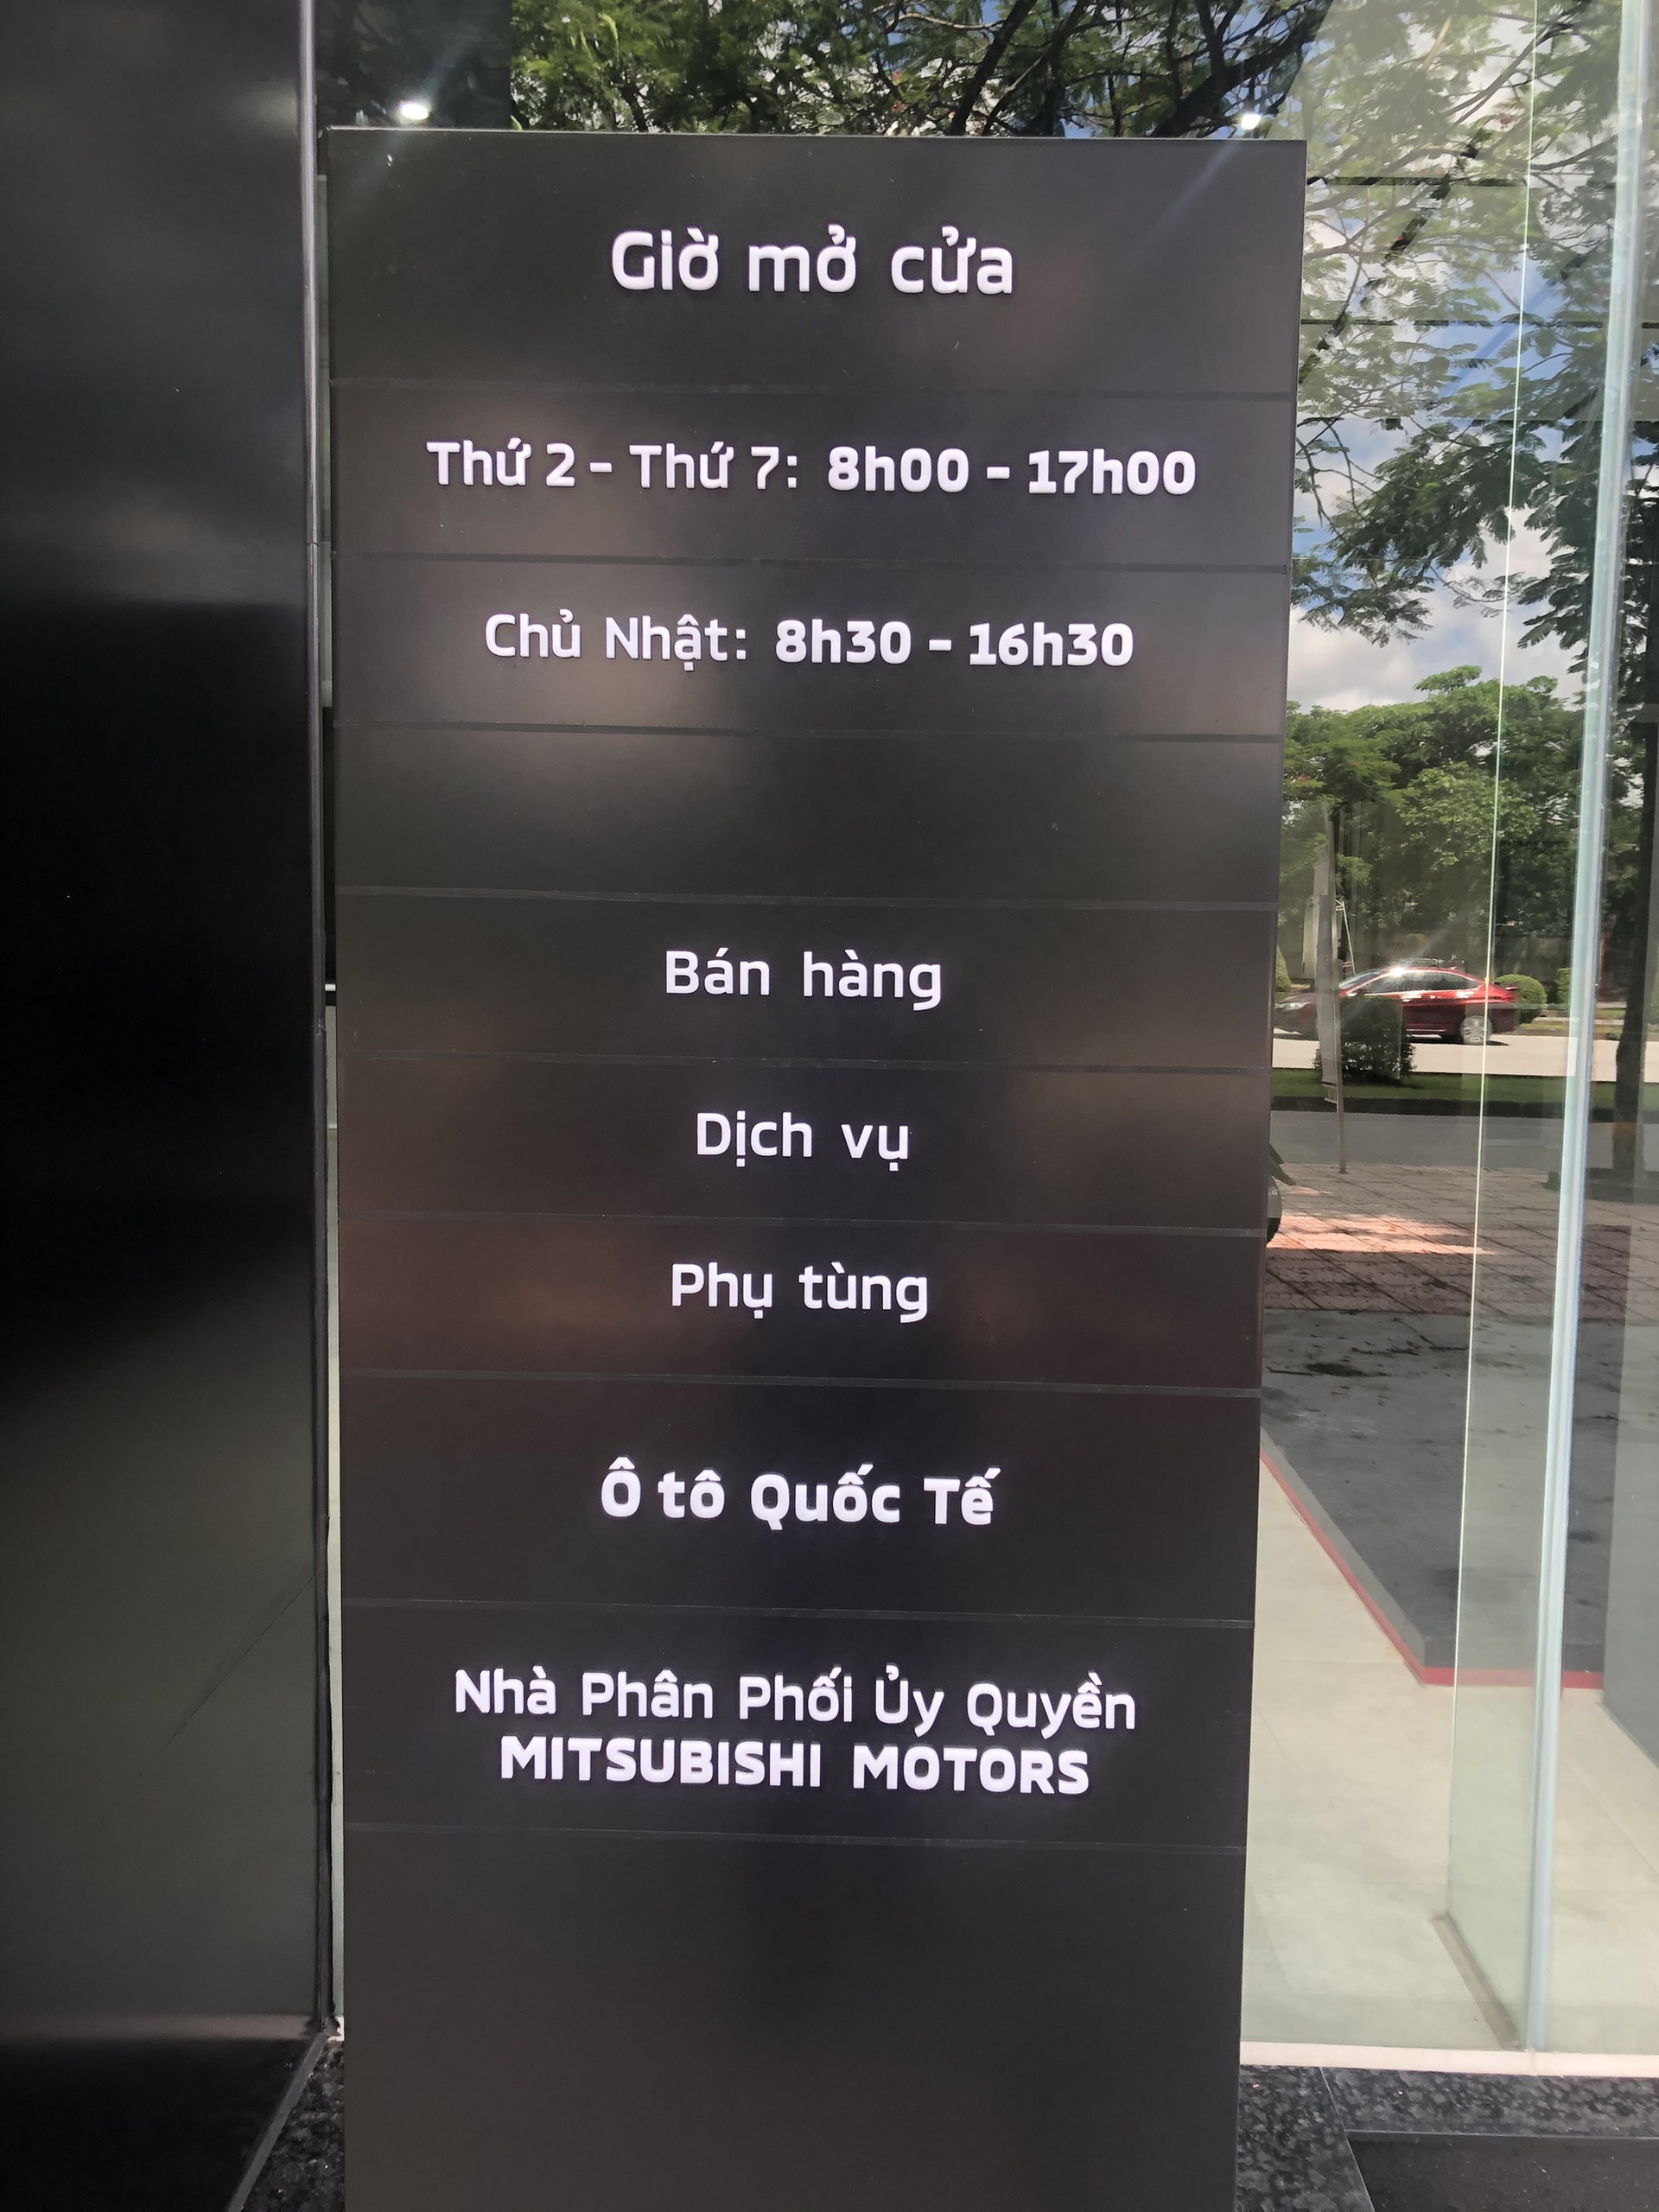 Giờ mở cửa
Thứ 2 - Thứ 7: 8h00 - 17h00
Chủ Nhật: 8h30 - 16h30
Bán hàng
Dịch vụ
Phụ tùng
Ô tô Quốc Tế
Nhà Phân Phối Ủy Quyền
MITSUBISHI MOTORS